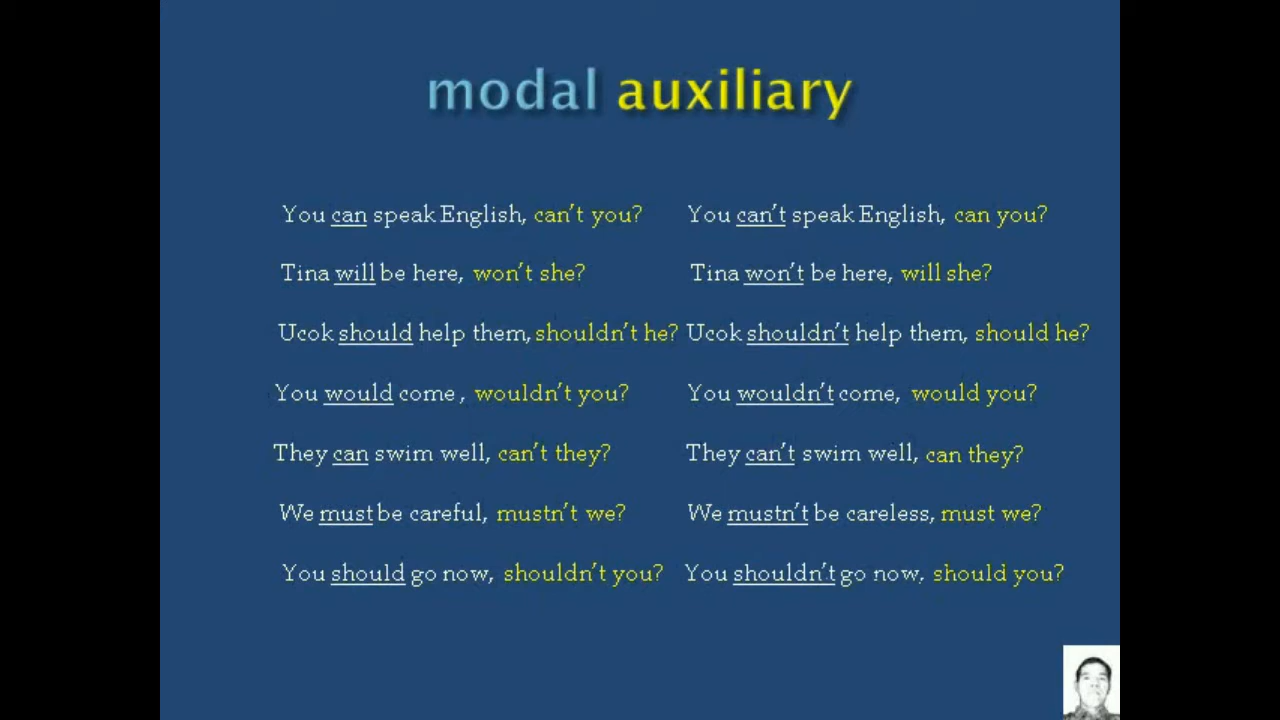 modal auxiliary
You can speak English, can't you? You can't speak English, can you?
Tina will be here, won't she? Tina won't be here, will she?
Ucok should help them, shouldn't he? Ucok shouldn't help them, should he?
You would come , wouldn't you? You wouldn't come, would you?
They can swim well, can't they? They can't swim well, can they?
We must be careful, mustn't we? We mustn't be careless, must we?
You should go now, shouldn't you? You shouldn't go now, should you?